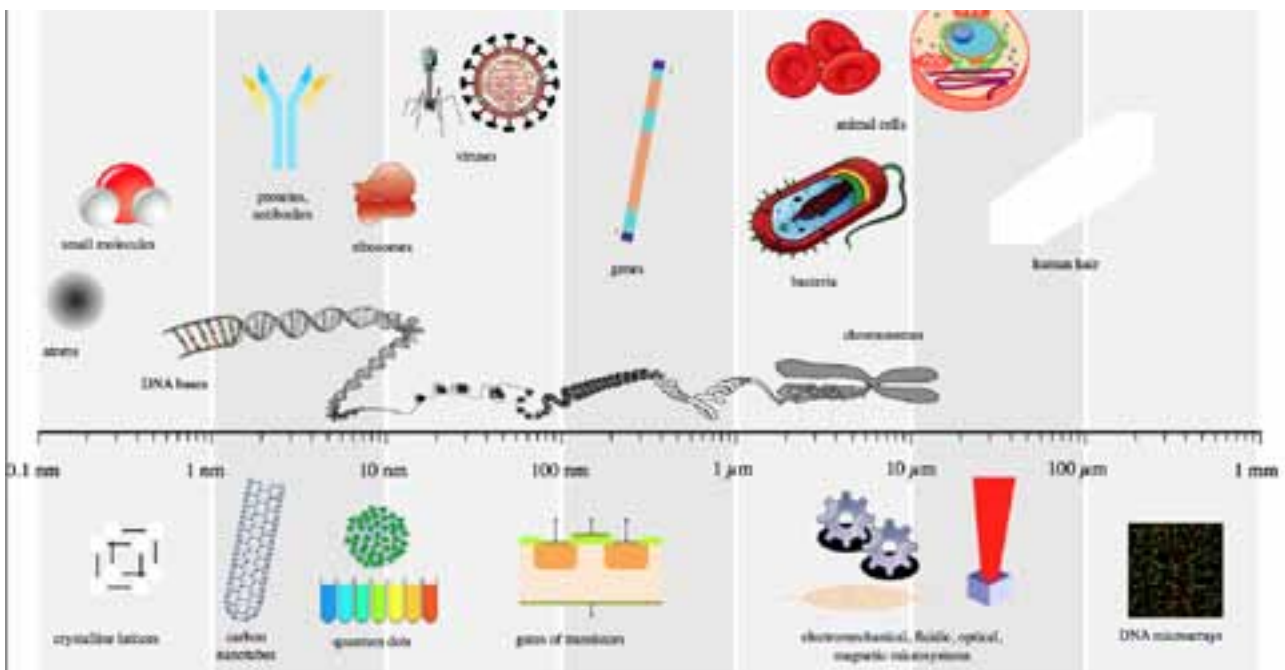 animal cells
viruses
proteins,
antibodies
small molecules
ribosomes
genes
bacteria
human hair
atoms
chromosomes
DNA bases
0.1 nm 1 nm 10 nm 100 nm 1 µm 10 µm 100 µm 1 mm
crystalline lattices
carbon
nanotubes
quantum dots
gates of transistors
electromechanical, fluidic, optical,
magnetic microsystems
DNA microarrays